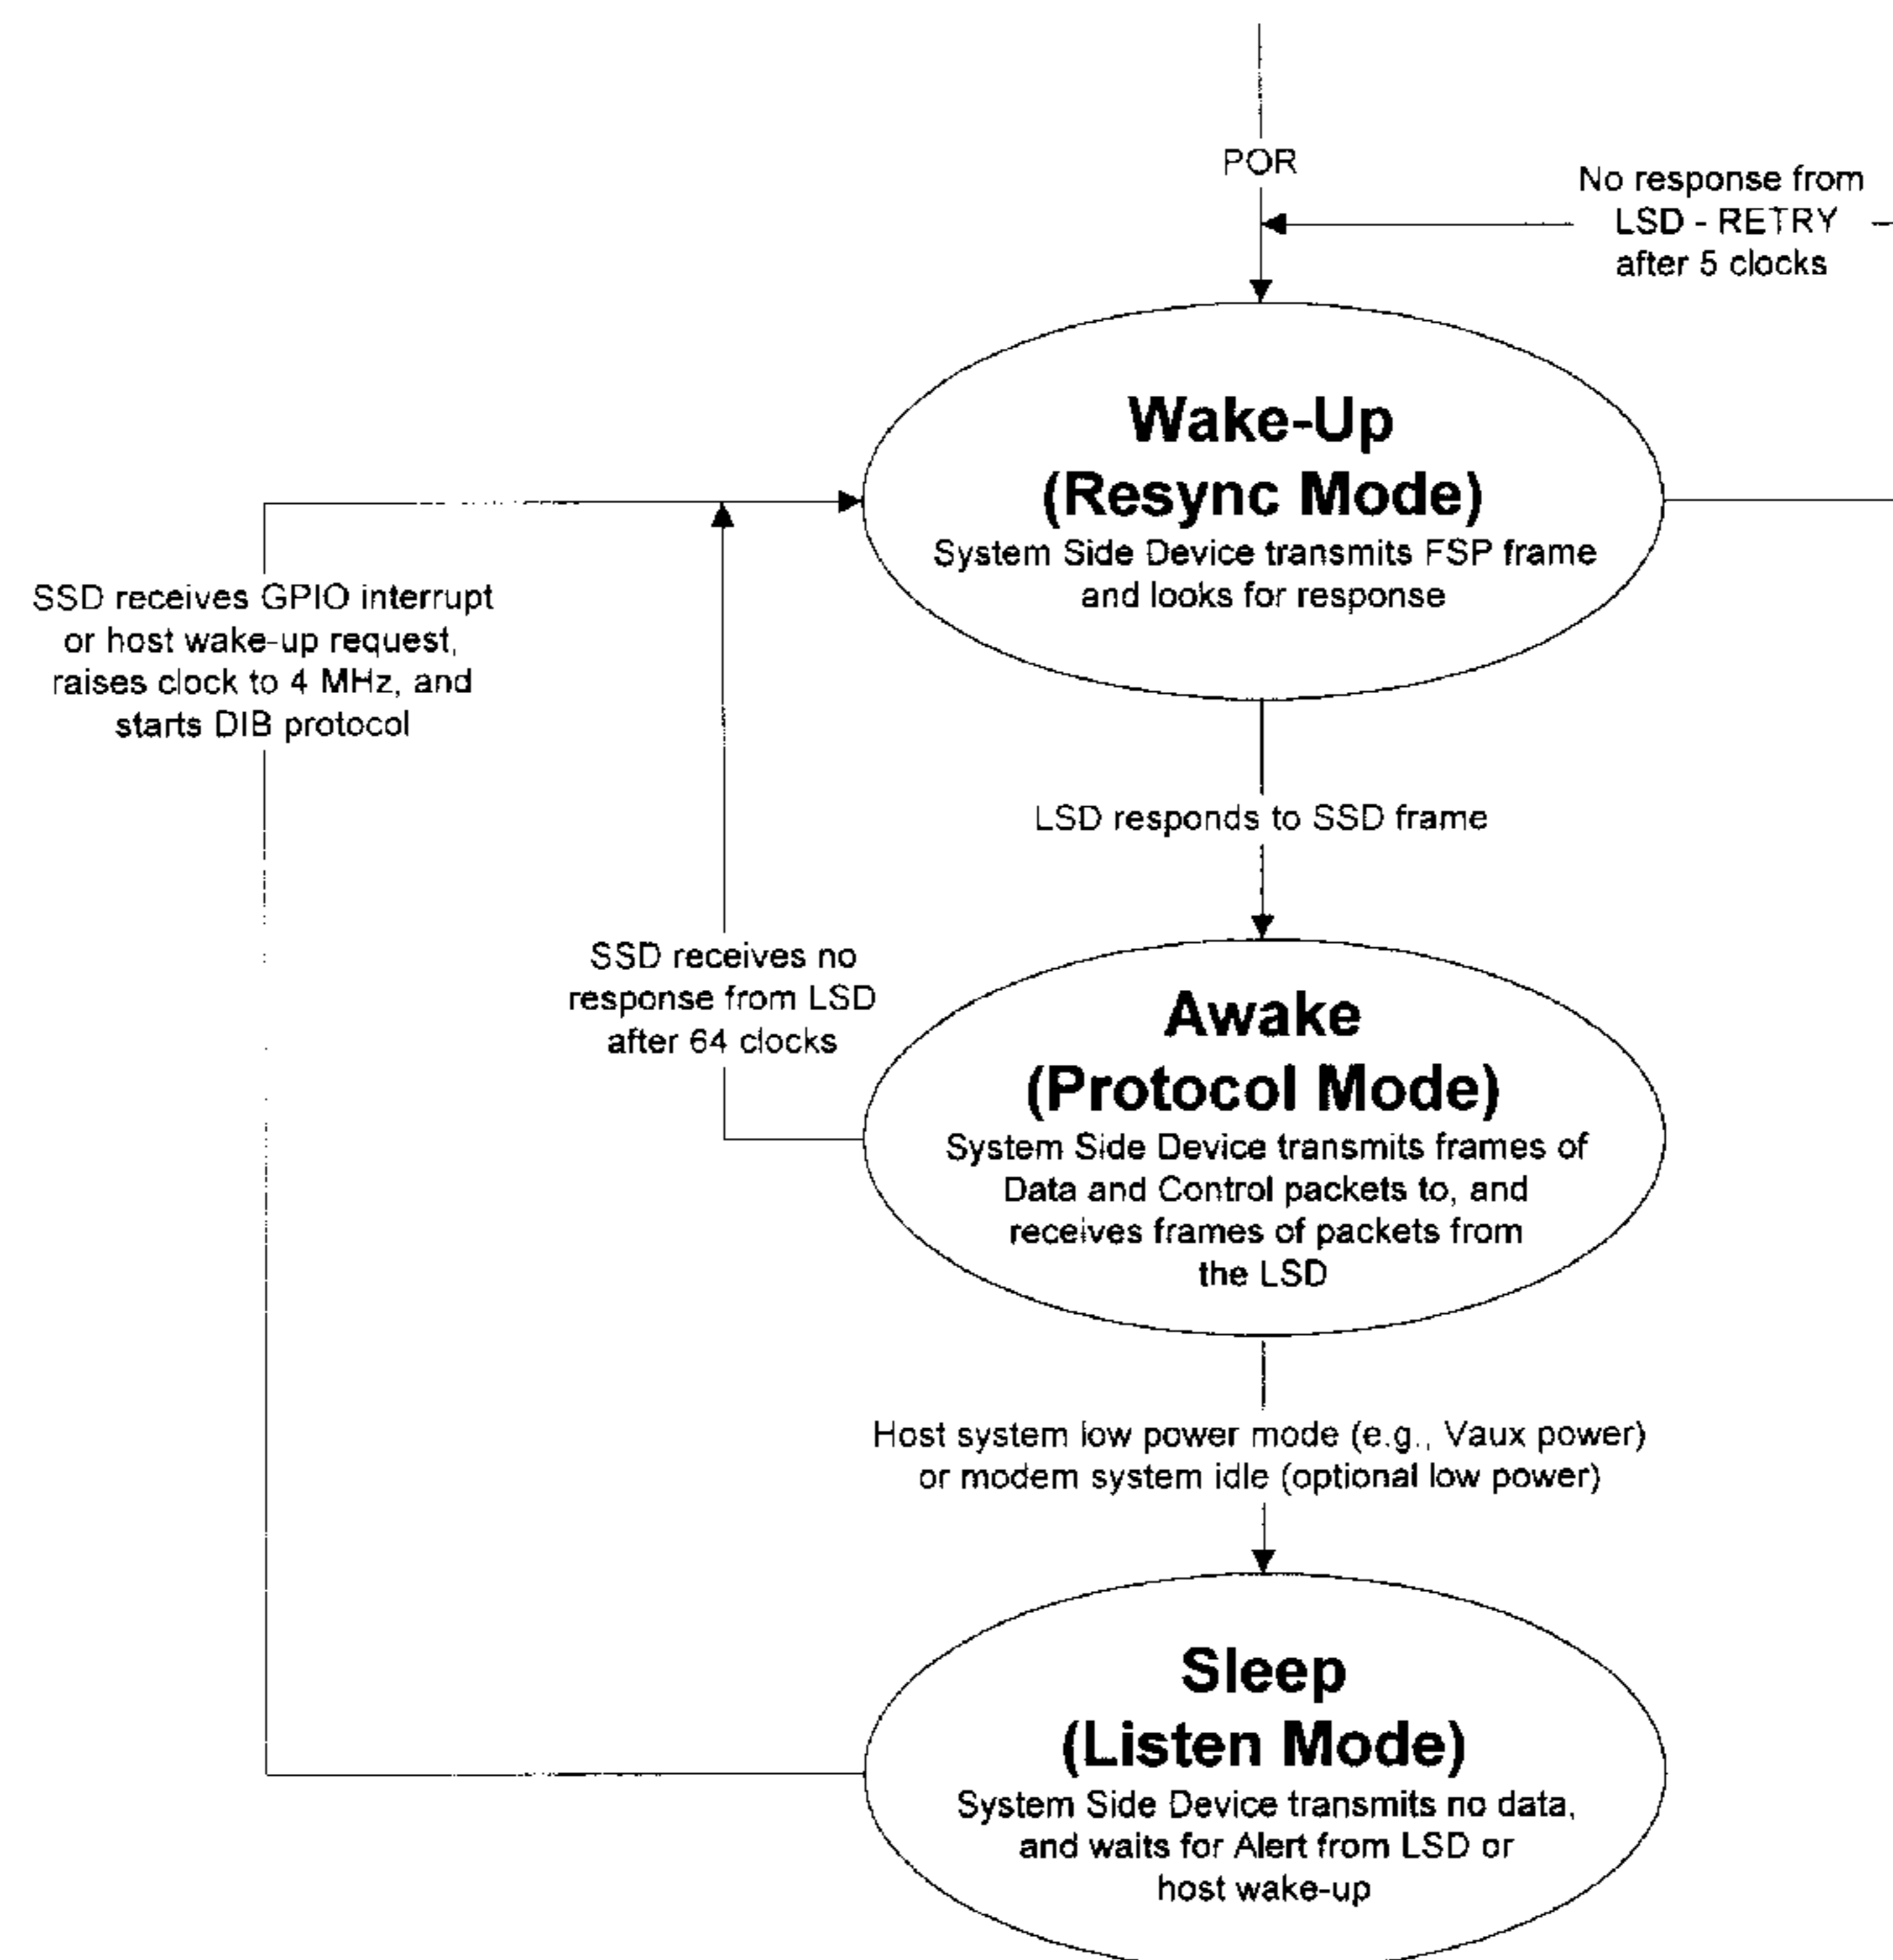 POR
No response from
LSD - RETRY
after 5 clocks
Wake-Up
(Resync Mode)
System Side Device transmits FSP frame
and looks for response
SSD receives GPIO interrupt
or host wake-up request,
raises clock to 4 MHz, and
starts DIB protocol
LSD responds to SSD frame
SSD receives no
response from LSD
after 64 clocks
Awake
(Protocol Mode)
System Side Device transmits frames of
Data and Control packets to, and
receives frames of packets from
the LSD
Host system low power mode (e.g., Vaux power)
or modem system idle (optional low power)
Sleep
(Listen Mode)
System Side Device transmits no data,
and waits for Alert from LSD or
host wake-up